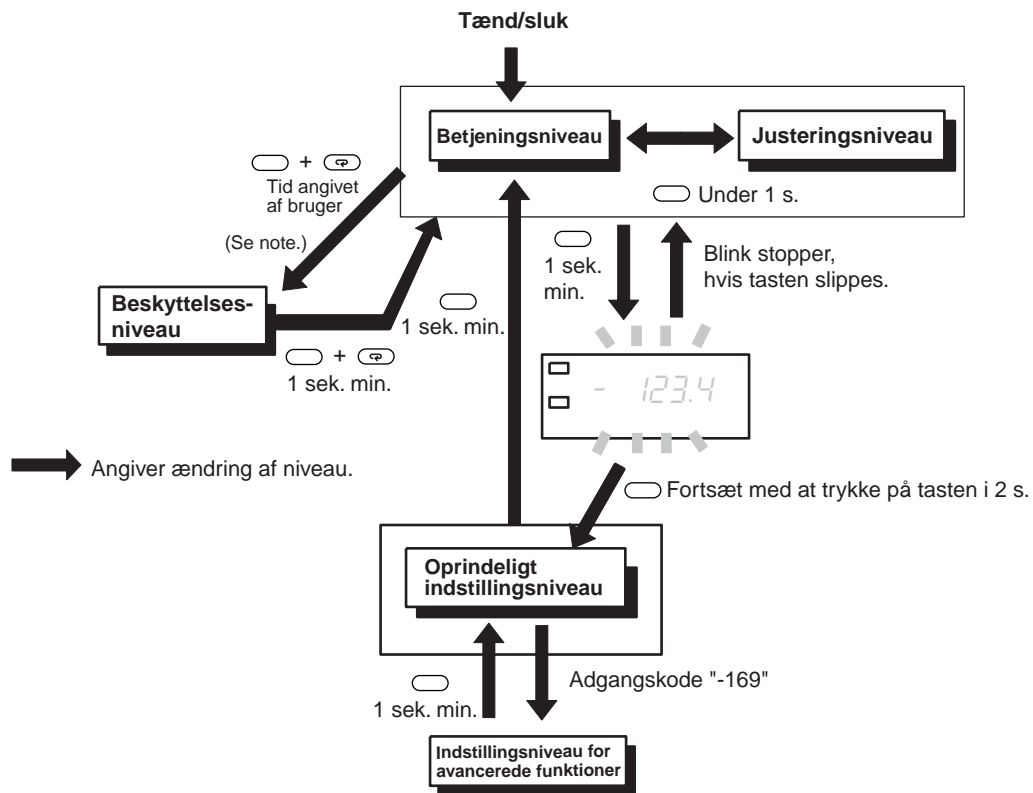 Tænd/sluk
Betjeningsniveau
Justeringsniveau
+
Tid angivet
af bruger
(Se note.)
Under 1 s.
1 sek.
min.
Blink stopper,
hvis tasten slippes.
Beskyttelses-
niveau
1 sek. min.
+
1 sek. min.
- 123.4
Angiver ændring af niveau.
Fortsæt med at trykke på tasten i 2 s.
Oprindeligt
indstillingsniveau
Adgangskode "-169"
1 sek. min.
Indstillingsniveau for
avancerede funktioner